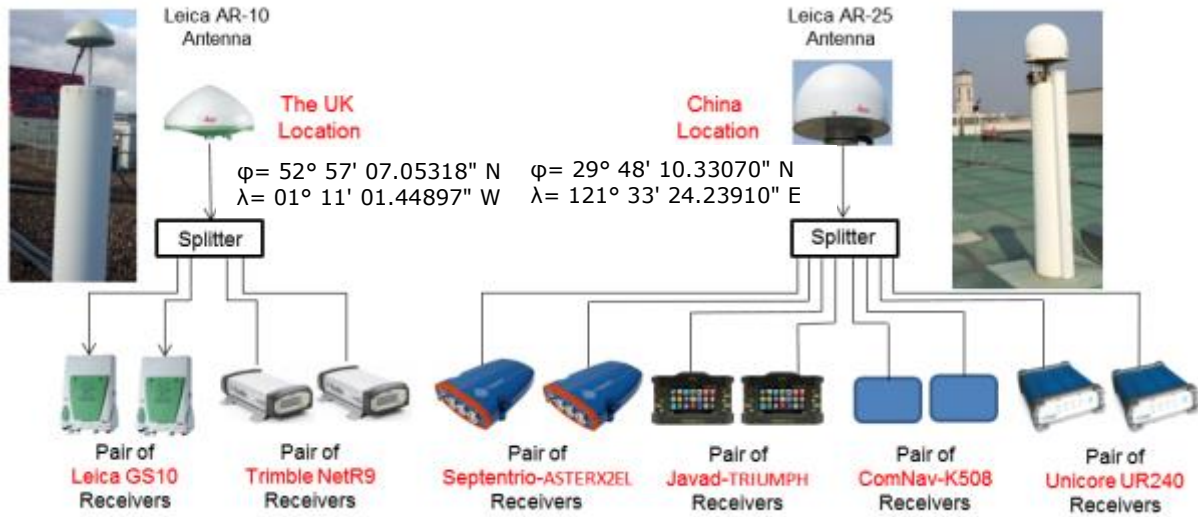 Leica AR-10
Antenna
Leica AR-25
Antenna
The UK
Location
China
Location
φ= 52° 57' 07.05318" N
λ= 01° 11' 01.44897" W
φ= 29° 48' 10.33070" N
λ= 121° 33' 24.23910" E
Splitter
Splitter
Pair of
Leica GS10
Receivers
Pair of
Trimble NetR9
Receivers
Pair of
Septentrio-ASTERX2EL
Receivers
Pair of
Javad-TRIUMPH
Receivers
Pair of
ComNav-K508
Receivers
Pair of
Unicore UR240
Receivers